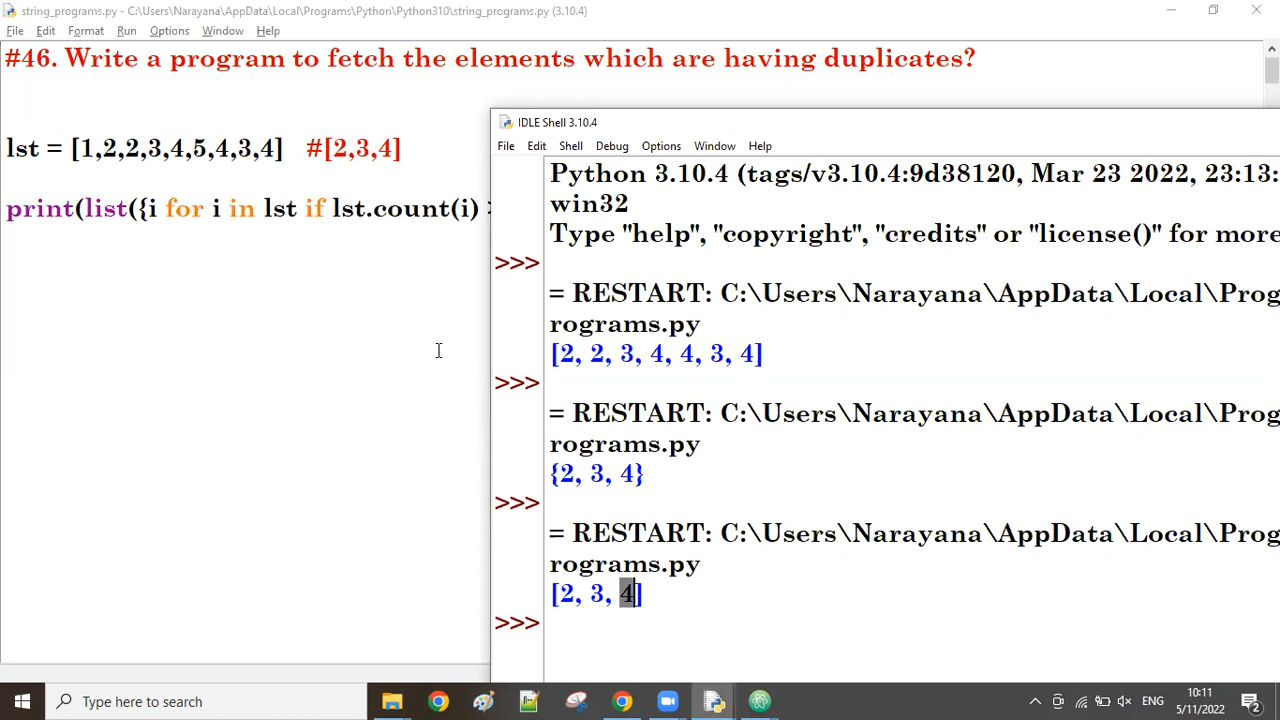 string_programs.py - C:\Users\Narayana\AppData\Local\Programs\Python\Python310\string_programs.py (3.10.4)
File Edit Format Run Options Window Help
#46. Write a program to fetch the elements which are having duplicates?
lst = [1,2,2,3,4,5,4,3,4] #[2,3,4]
print(list({i for i in lst if lst.count(i)
IDLE Shell 3.10.4
File Edit Shell Debug Options Window Help
Python 3.10.4 (tags/v3.10.4:9d38120, Mar 23 2022, 23:13:
win32
Type "help", "copyright", "credits" or "license()" for more
>>>
= RESTART: C:\Users\Narayana\AppData\Local\Prog
rograms.py
[2, 2, 3, 4, 4, 3, 4]
>>>
= RESTART: C:\Users\Narayana\AppData\Local\Prog
rograms.py
{2, 3, 4}
>>>
= RESTART: C:\Users\Narayana\AppData\Local\Prog
rograms.py
[2, 3, 4]
>>>
Type here to search
ENG
10:11
5/11/2022
2